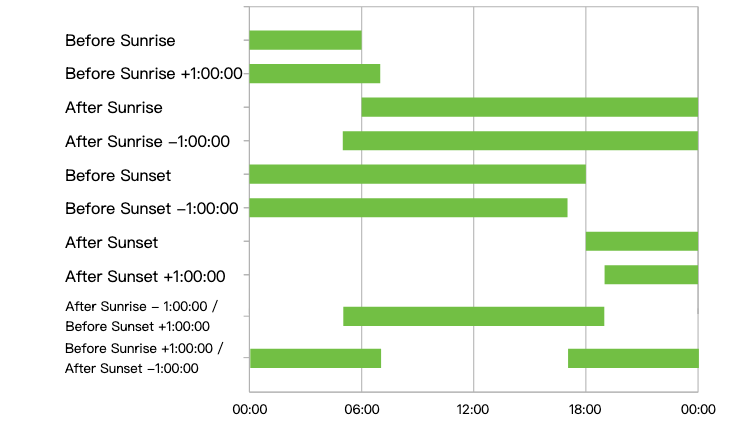 Before Sunrise
Before Sunrise +1:00:00
After Sunrise
After Sunrise −1:00:00
Before Sunset
Before Sunset −1:00:00
After Sunset
After Sunset +1:00:00
After Sunrise − 1:00:00 /
Before Sunset +1:00:00
Before Sunrise +1:00:00 /
After Sunset −1:00:00
00:00 06:00 12:00 18:00 00:00